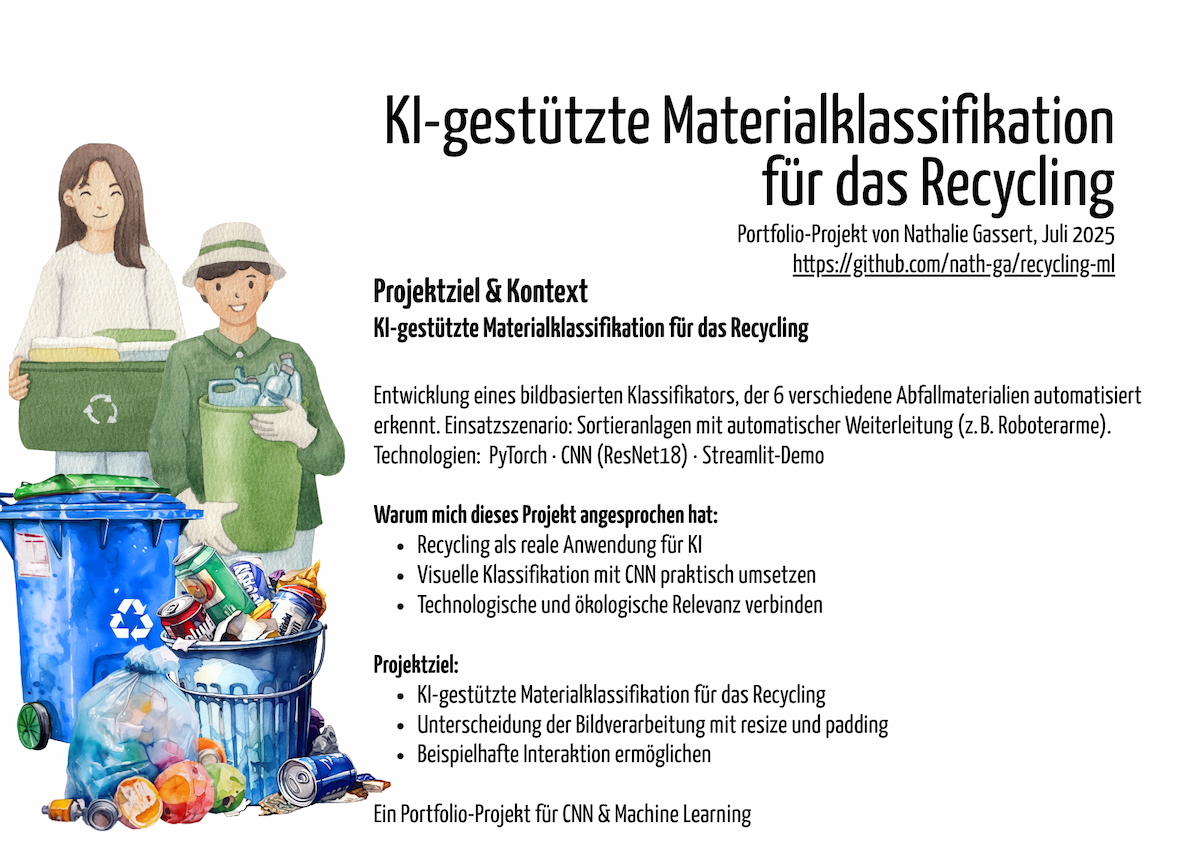 KI-gestützte Materialklassifikation
für das Recycling
Portfolio-Projekt von Nathalie Gassert, Juli 2025
https://github.com/nath-ga/recycling-ml
Projektziel & Kontext
KI-gestützte Materialklassifikation für das Recycling
Entwicklung eines bildbasierten Klassifikators, der 6 verschiedene Abfallmaterialien automatisiert
erkennt. Einsatzszenario: Sortieranlagen mit automatischer Weiterleitung (z. B. Roboterarme).
Technologien: PyTorch · CNN (ResNet18) · Streamlit-Demo
Warum mich dieses Projekt angesprochen hat:
• Recycling als reale Anwendung für KI
• Visuelle Klassifikation mit CNN praktisch umsetzen
• Technologische und ökologische Relevanz verbinden
Projektziel:
• KI-gestützte Materialklassifikation für das Recycling
• Unterscheidung der Bildverarbeitung mit resize und padding
• Beispielhafte Interaktion ermöglichen
Ein Portfolio-Projekt für CNN & Machine Learning